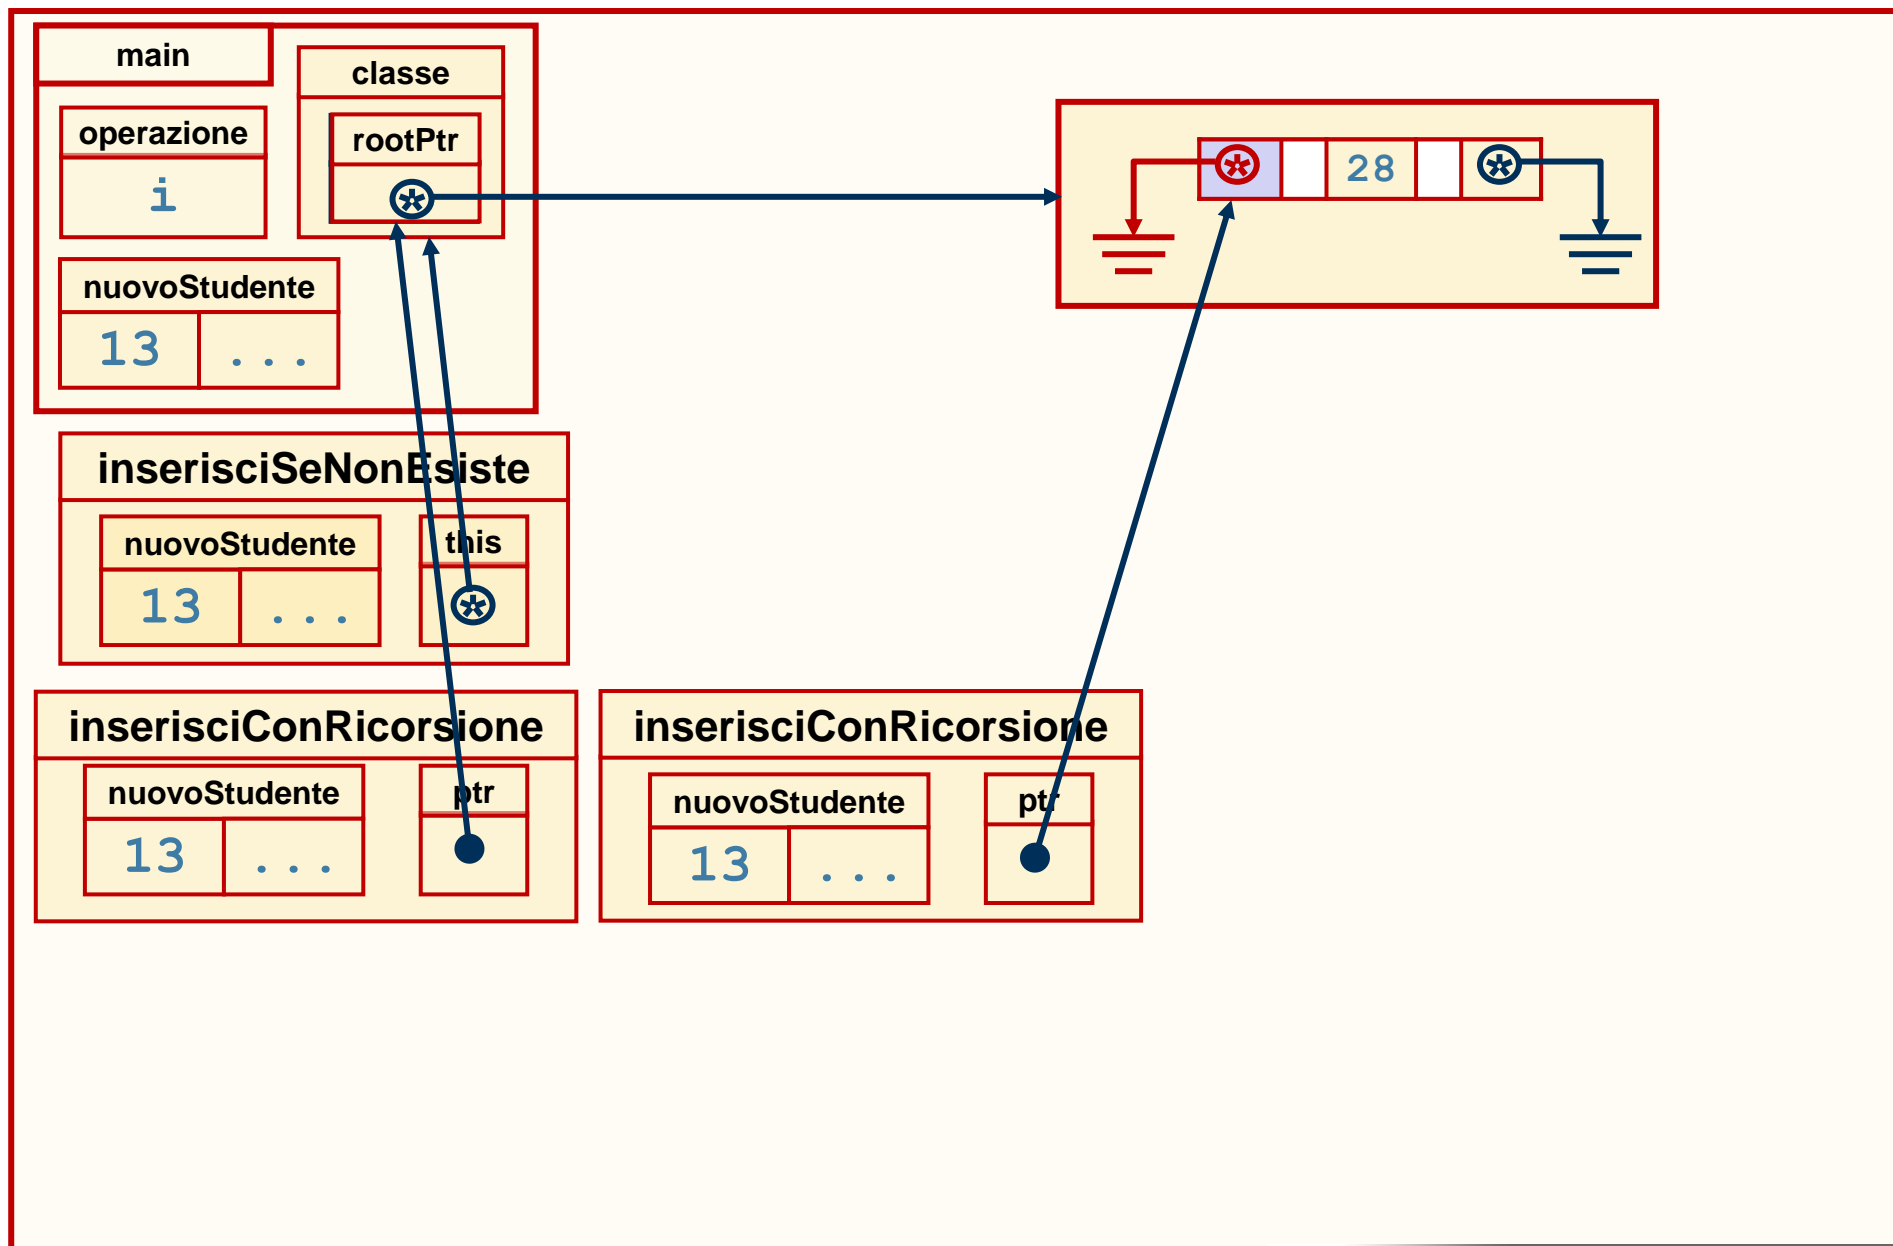 main
classe
operazione
rootPtr
i
28
nuovoStudente
13 ...
inserisciSeNonEsiste
nuovoStudente this
13 ...
inserisciConRicorsione
nuovoStudente ptr
13 ...
inserisciConRicorsione
nuovoStudente ptr
13 ...